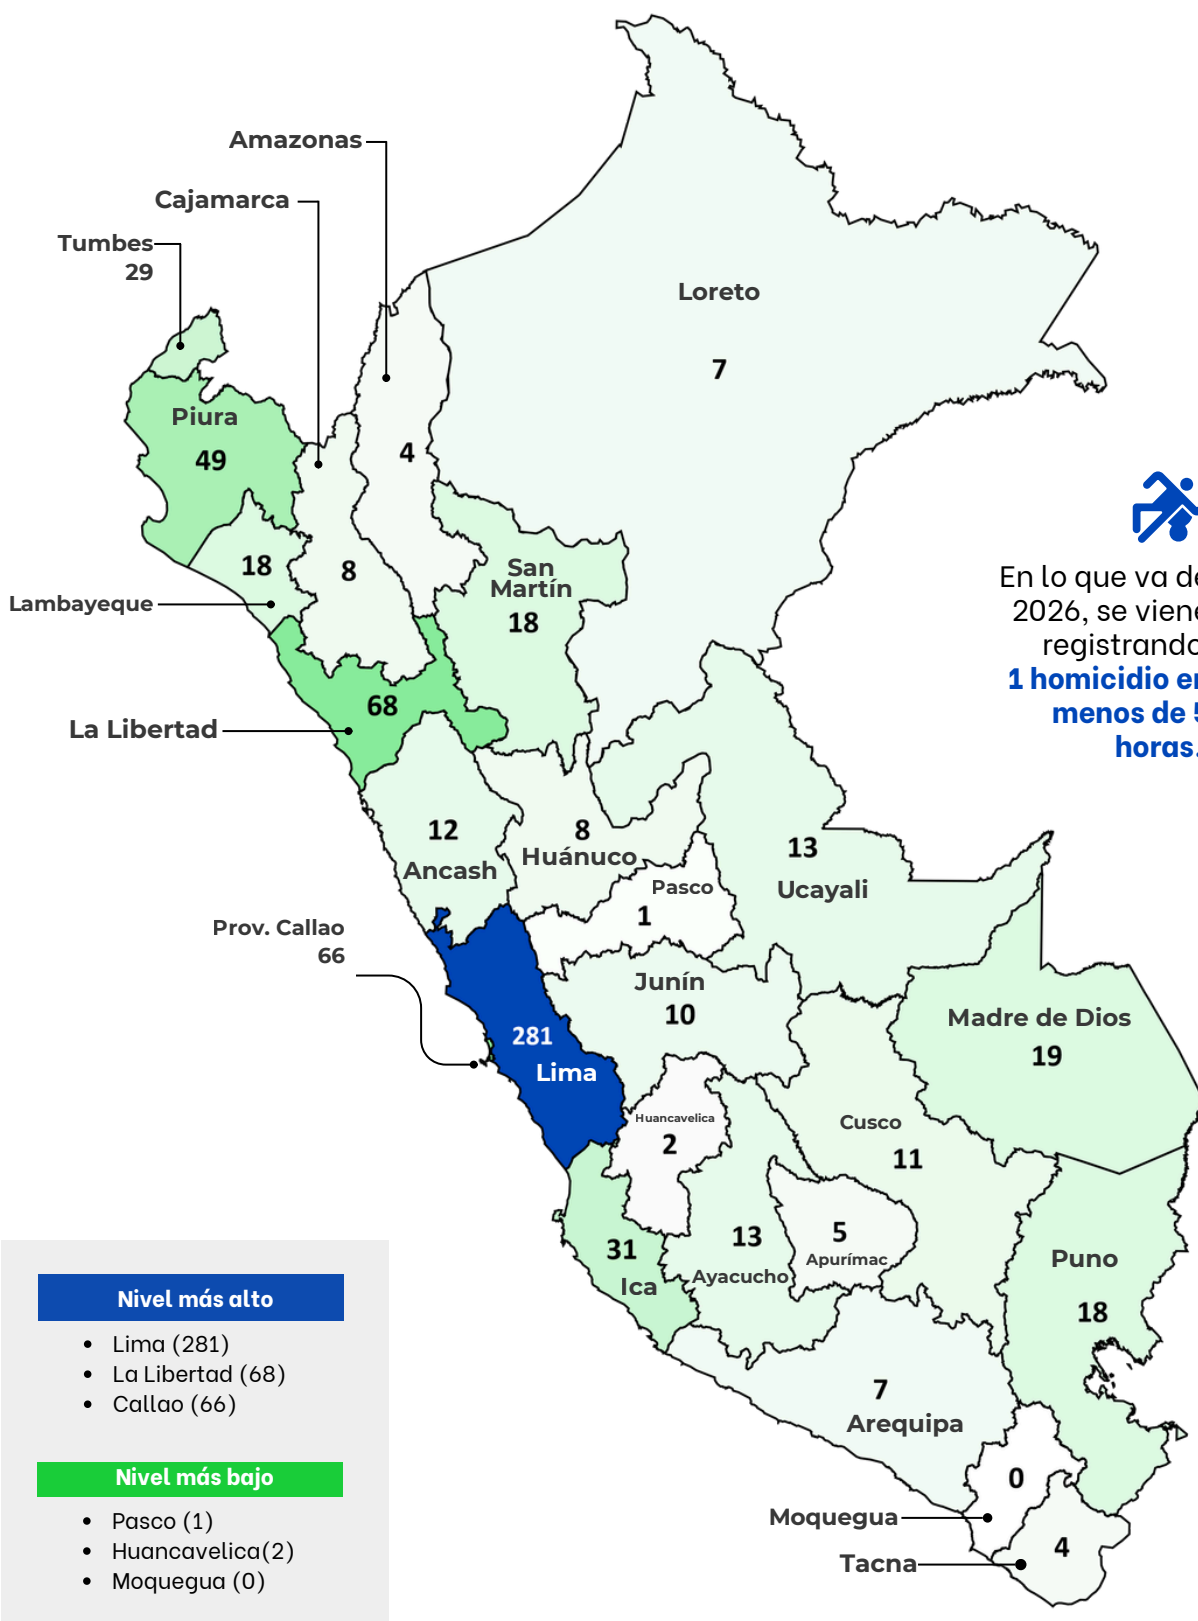 Amazonas
Cajamarca
Tumbes
29
Loreto
7
Piura
49
4
18
8
San
Martín
18
Lambayeque
En lo que va de
2026, se viene
registrando
1 homicidio en
menos de 5
horas.
68
La Libertad
12
Ancash
8
Huánuco
13
Ucayali
Pasco
1
Prov. Callao
66
Junín
10
281
Lima
Madre de Dios
19
Huancavelica
2
Cusco
11
31
Ica
13
Ayacucho
5
Apurímac
Puno
18
7
Arequipa
0
Moquegua
4
Tacna
Nivel más alto
• Lima (281)
• La Libertad (68)
• Callao (66)
Nivel más bajo
• Pasco (1)
• Huancavelica(2)
• Moquegua (0)